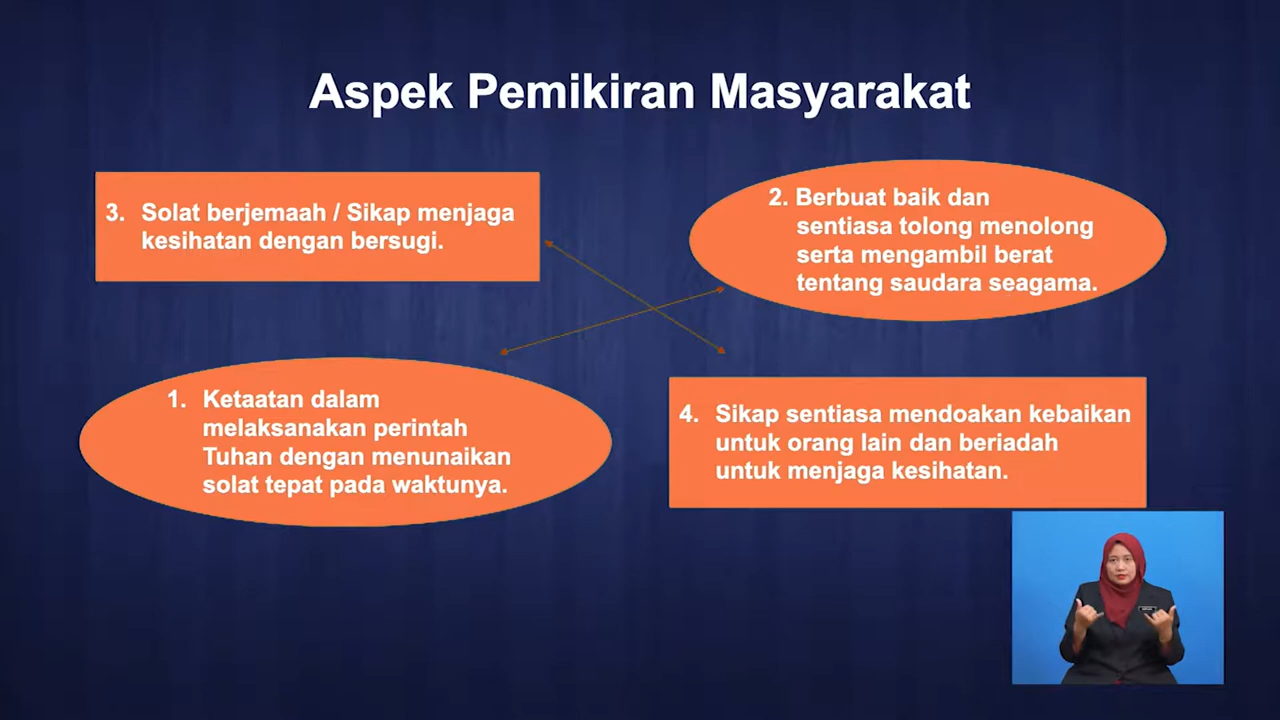 Aspek Pemikiran Masyarakat
3. Solat berjemaah / Sikap menjaga
kesihatan dengan bersugi.
2. Berbuat baik dan
sentiasa tolong menolong
serta mengambil berat
tentang saudara seagama.
1. Ketaatan dalam
melaksanakan perintah
Tuhan dengan menunaikan
solat tepat pada waktunya.
4. Sikap sentiasa mendoakan kebaikan
untuk orang lain dan beriadah
untuk menjaga kesihatan.